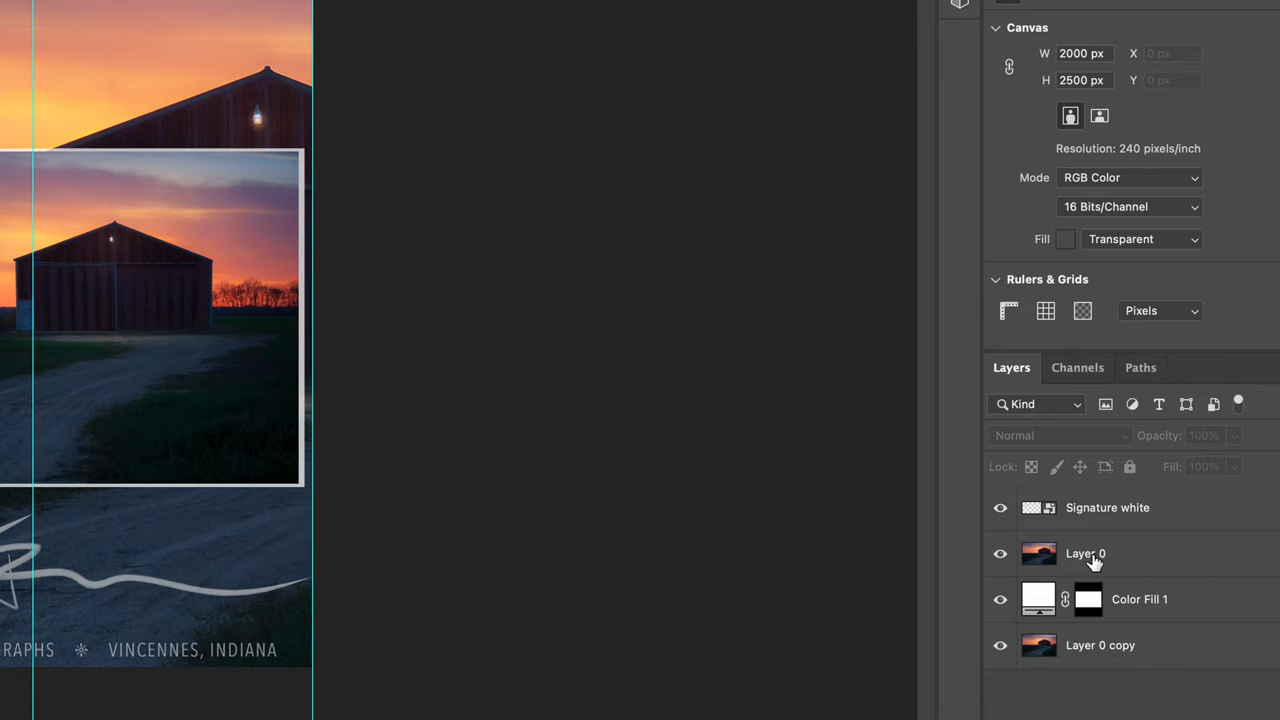 Canvas
W 2000 px X 0 px
H 2500 px Y 0 px
Resolution: 240 pixels/inch
Mode RGB Color
16 Bits/Channel
Fill Transparent
Rulers & Grids
Pixels
Layers Channels Paths
Kind
Normal Opacity: 100%
Lock: Fill: 100%
Signature white
Layer 0
Color Fill 1
Layer 0 copy
GRAPHS ❊ VINCENNES, INDIANA